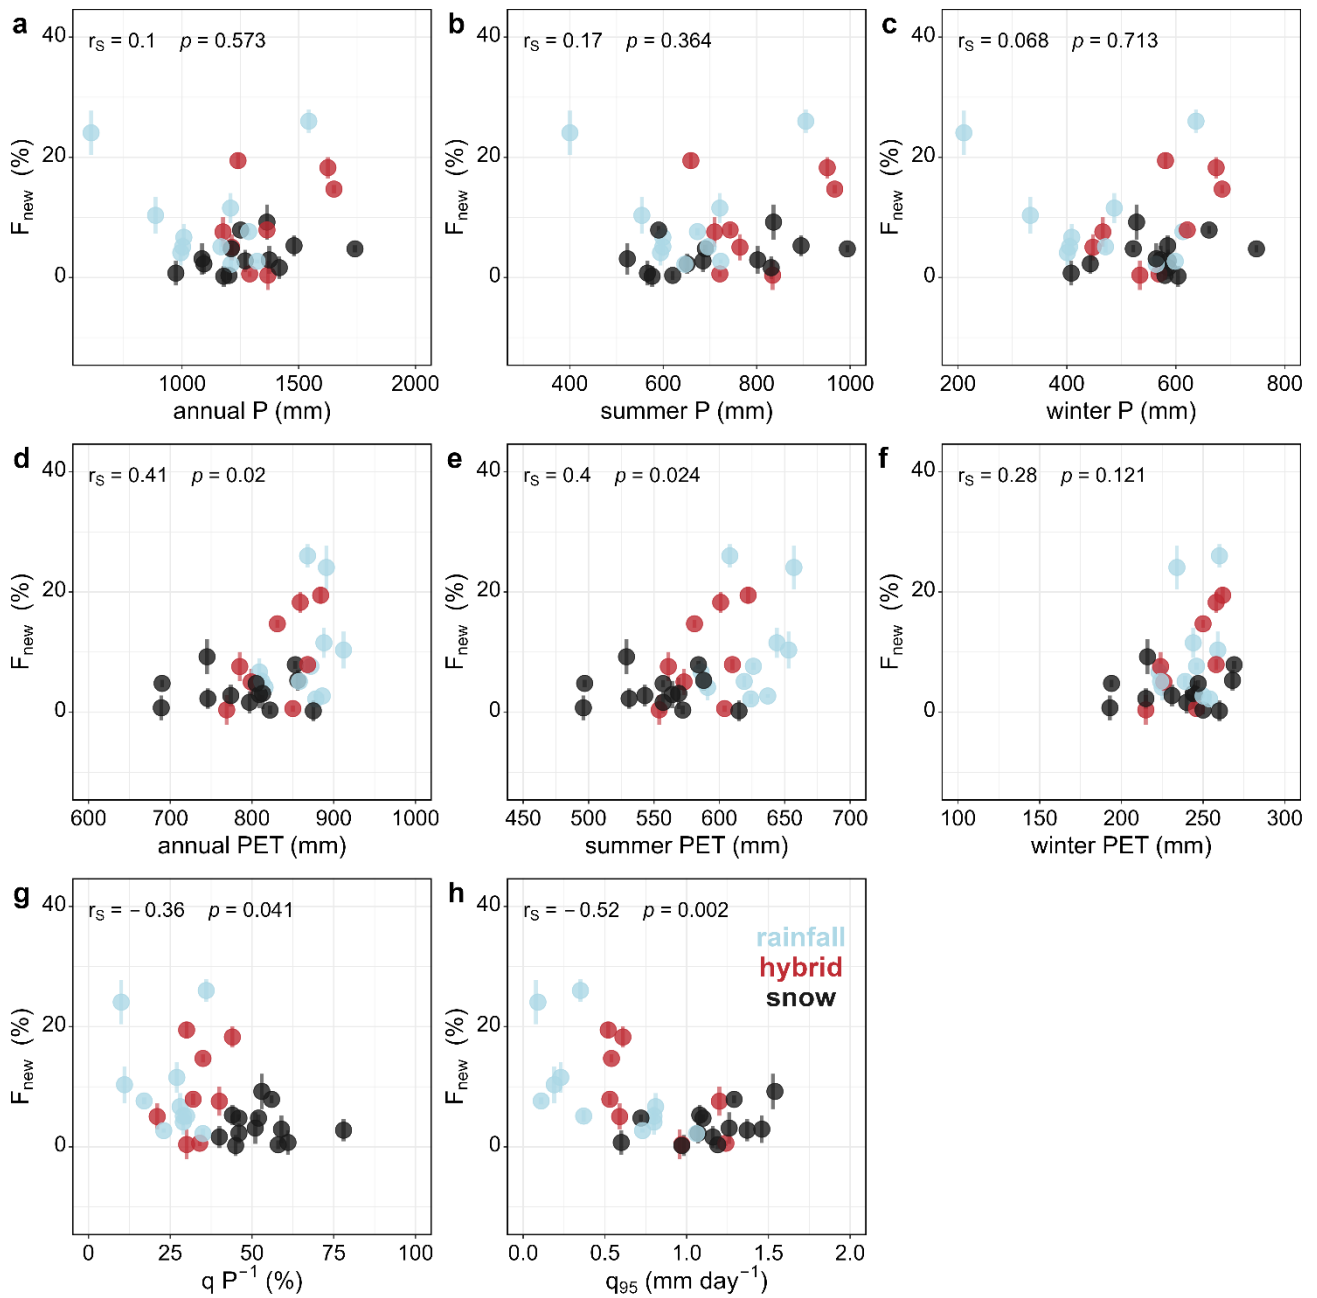 a
r_S = 0.1 p = 0.573
40
20
0
F_new (%)
1000 1500 2000
annual P (mm)
b
r_S = 0.17 p = 0.364
400 600 800 1000
summer P (mm)
c
r_S = 0.068 p = 0.713
40
20
0
F_new (%)
200 400 600 800
winter P (mm)
d
r_S = 0.41 p = 0.02
40
20
0
F_new (%)
600 700 800 900 1000
annual PET (mm)
e
r_S = 0.4 p = 0.024
40
20
0
F_new (%)
450 500 550 600 650 700
summer PET (mm)
f
r_S = 0.28 p = 0.121
40
20
0
F_new (%)
100 150 200 250 300
winter PET (mm)
g
r_S = −0.36 p = 0.041
40
20
0
F_new (%)
0 25 50 75 100
q P⁻¹ (%)
h
r_S = −0.52 p = 0.002
rainfall
hybrid
snow
40
20
0
F_new (%)
0.0 0.5 1.0 1.5 2.0
q_95 (mm day⁻¹)